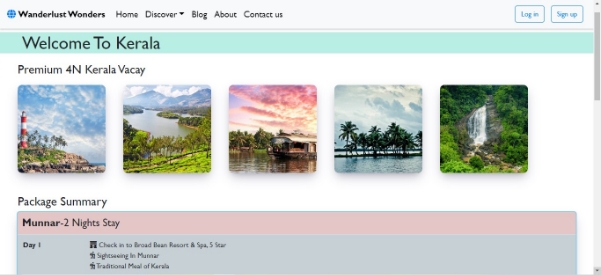 Wanderlust Wonders Home Discover Blog About Contact us Log in Sign up
Welcome To Kerala
Premium 4N Kerala Vacay
Package Summary
Munnar-2 Nights Stay
Day 1 Check in to Broad Bean Resort & Spa, 5 Star
Sightseeing In Munnar
Traditional Meal of Kerala